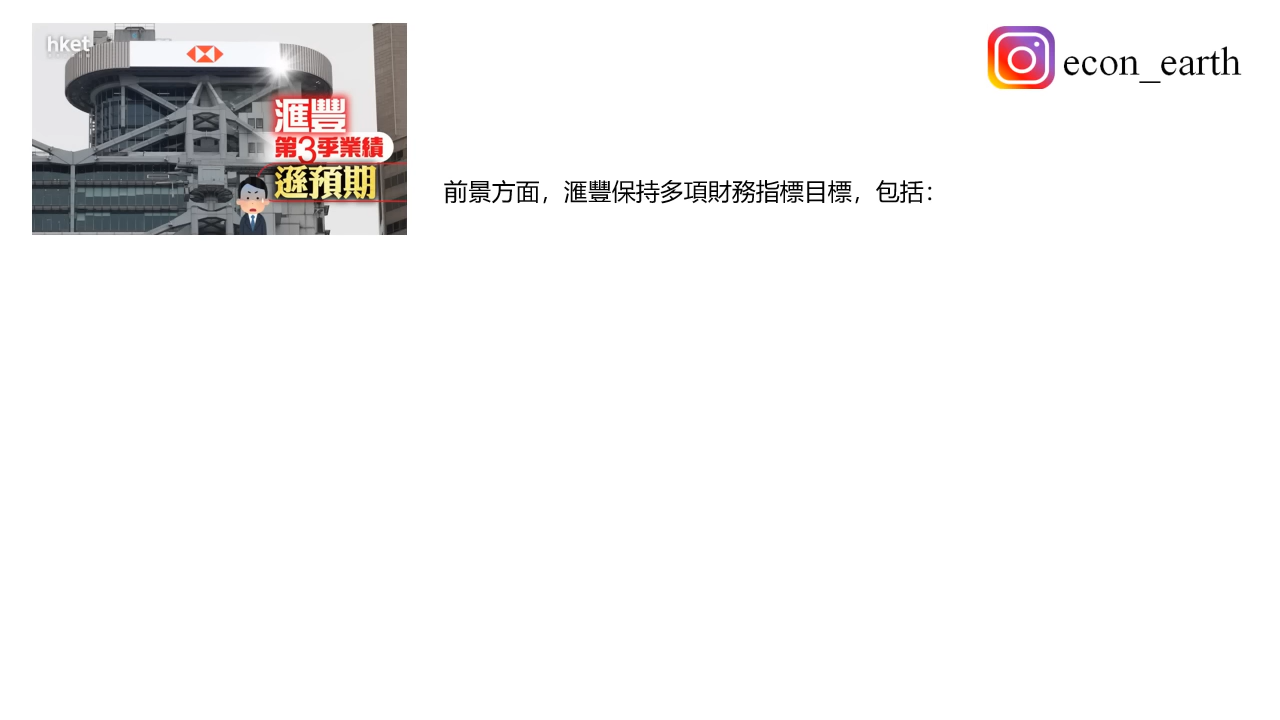 hket
滙豐
第3季業績
遜預期
econ_earth
前景方面，滙豐保持多項財務指標目標，包括：